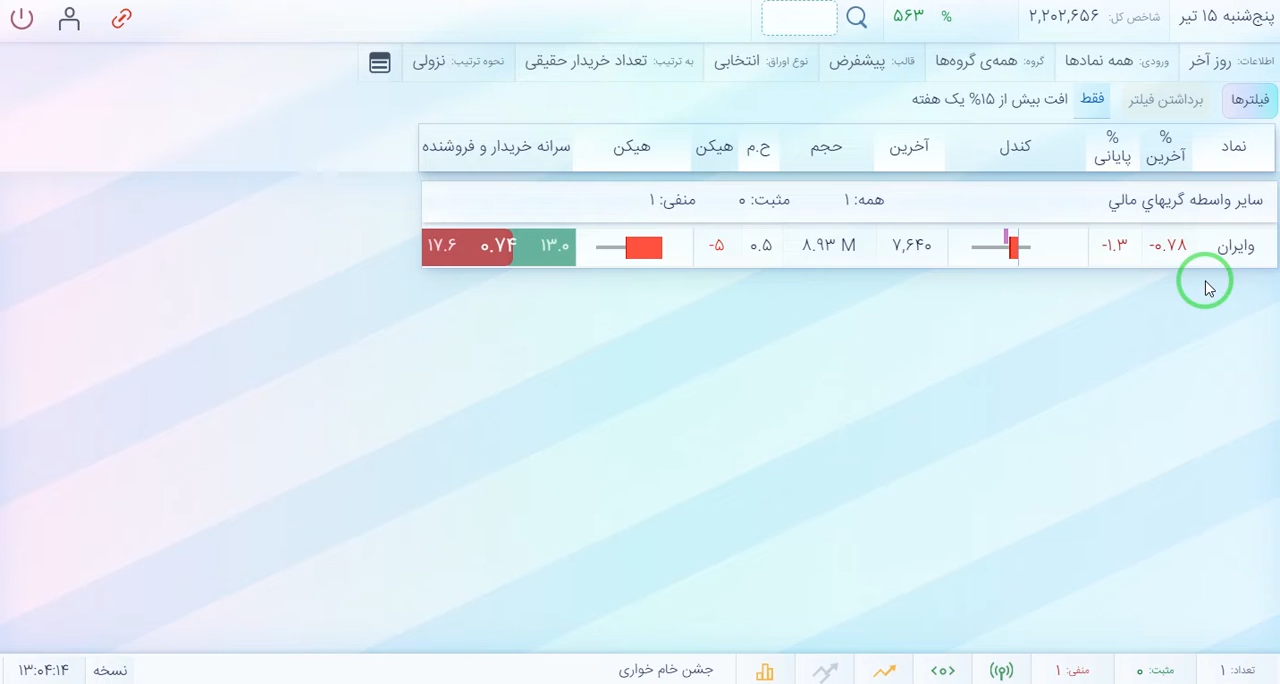 پنج‌شنبه ۱۵ تیر شاخص کل: ۲,۲۰۲,۶۵۶ % ۵۶۳
اطلاعات: روز آخر ورودی: همه نمادها گروه: همه‌ی گروه‌ها قالب: پیشفرض نوع اوراق: انتخابی به ترتیب: تعداد خریدار حقیقی نحوه ترتیب: نزولی
فیلترها برداشتن فیلتر فقط افت بیش از ۱۵% یک هفته
نماد % آخرین % پایانی کندل آخرین حجم ح.م هیکن هیکن سرانه خریدار و فروشنده
سایر واسطه گریهاي مالي همه: ۱ مثبت: ۰ منفی: ۱
وایران -۰.۷۸ -۱.۳ ۷,۶۴۰ ۸.۹۳ M ۰.۵ -۵ ۱۳.۰ ۰.۷۴ ۱۷.۶
تعداد: ۱ مثبت: ۰ منفی: ۱ جشن خام خواری نسخه ۱۳:۰۴:۱۴